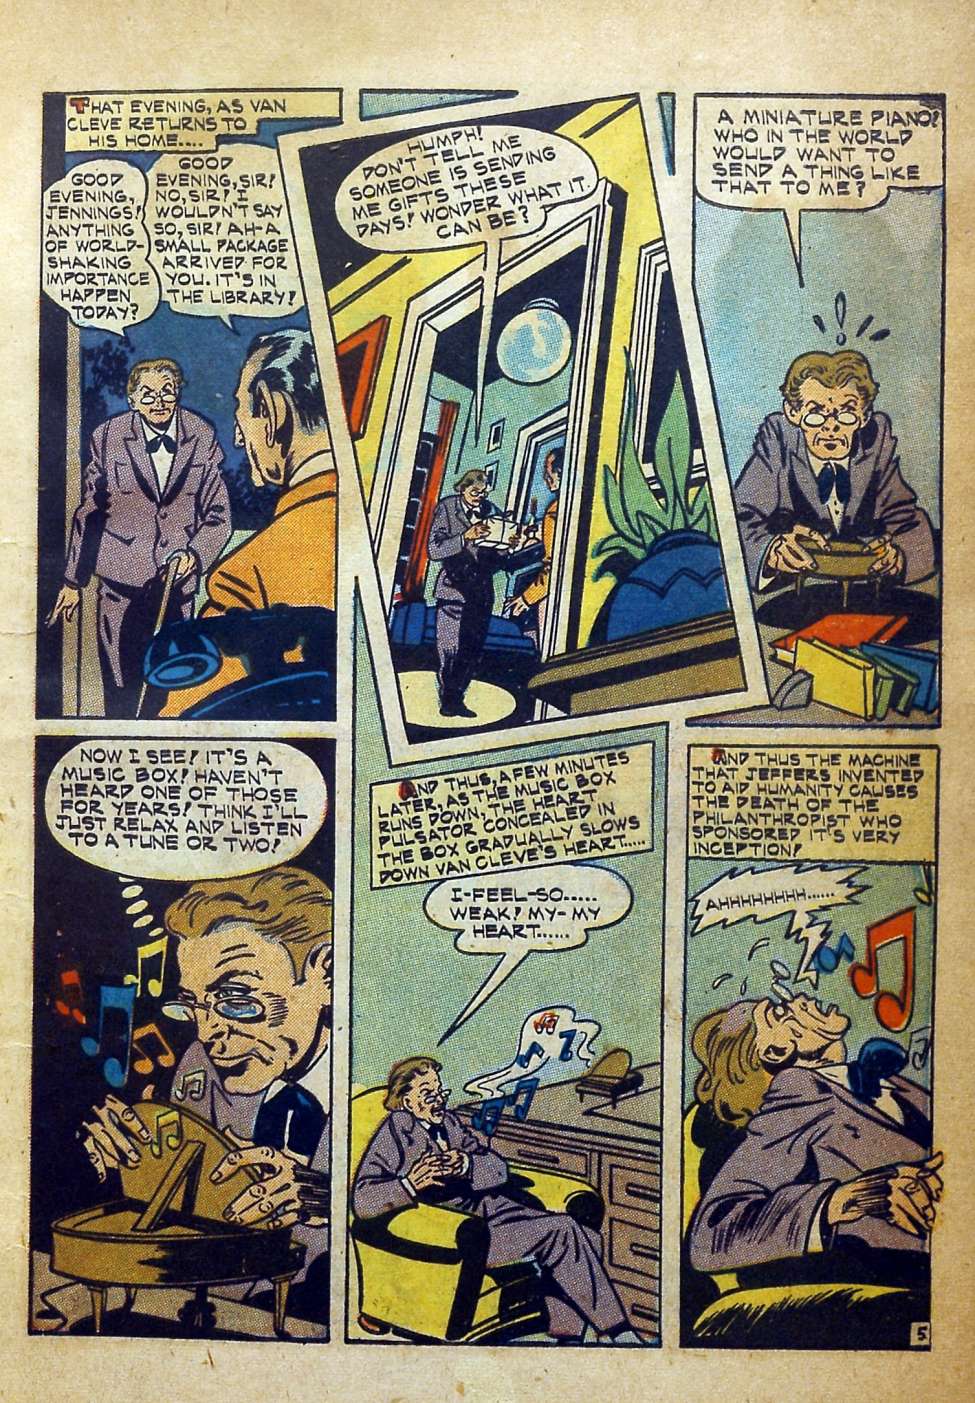 THAT EVENING, AS VAN
CLEVE RETURNS TO
HIS HOME....
GOOD
EVENING,
JENNINGS!
ANYTHING
OF WORLD-
SHAKING
IMPORTANCE
HAPPEN
TODAY?
GOOD
EVENING, SIR!
NO, SIR! I
WOULDN'T SAY
SO, SIR! AH-A
SMALL PACKAGE
ARRIVED FOR
YOU. IT'S IN
THE LIBRARY!
HUMPH!
DON'T TELL ME
SOMEONE IS SENDING
ME GIFTS THESE
DAYS! WONDER WHAT IT
CAN BE?
A MINIATURE PIANO!
WHO IN THE WORLD
WOULD WANT TO
SEND A THING LIKE
THAT TO ME?
!
NOW I SEE! IT'S A
MUSIC BOX! HAVEN'T
HEARD ONE OF THOSE
FOR YEARS! THINK I'LL
JUST RELAX AND LISTEN
TO A TUNE OR TWO!
AND THUS, A FEW MINUTES
LATER, AS THE MUSIC BOX
RUNS DOWN, THE HEART
PULSATOR CONCEALED IN
THE BOX GRADUALLY SLOWS
DOWN VAN CLEVE'S HEART.....
I-FEEL-SO.....
WEAK! MY-MY
HEART......
AND THUS THE MACHINE
THAT JEFFERS INVENTED
TO AID HUMANITY CAUSES
THE DEATH OF THE
PHILANTHROPIST WHO
SPONSORED IT'S VERY
INCEPTION!
AHHHHHHHH......
5